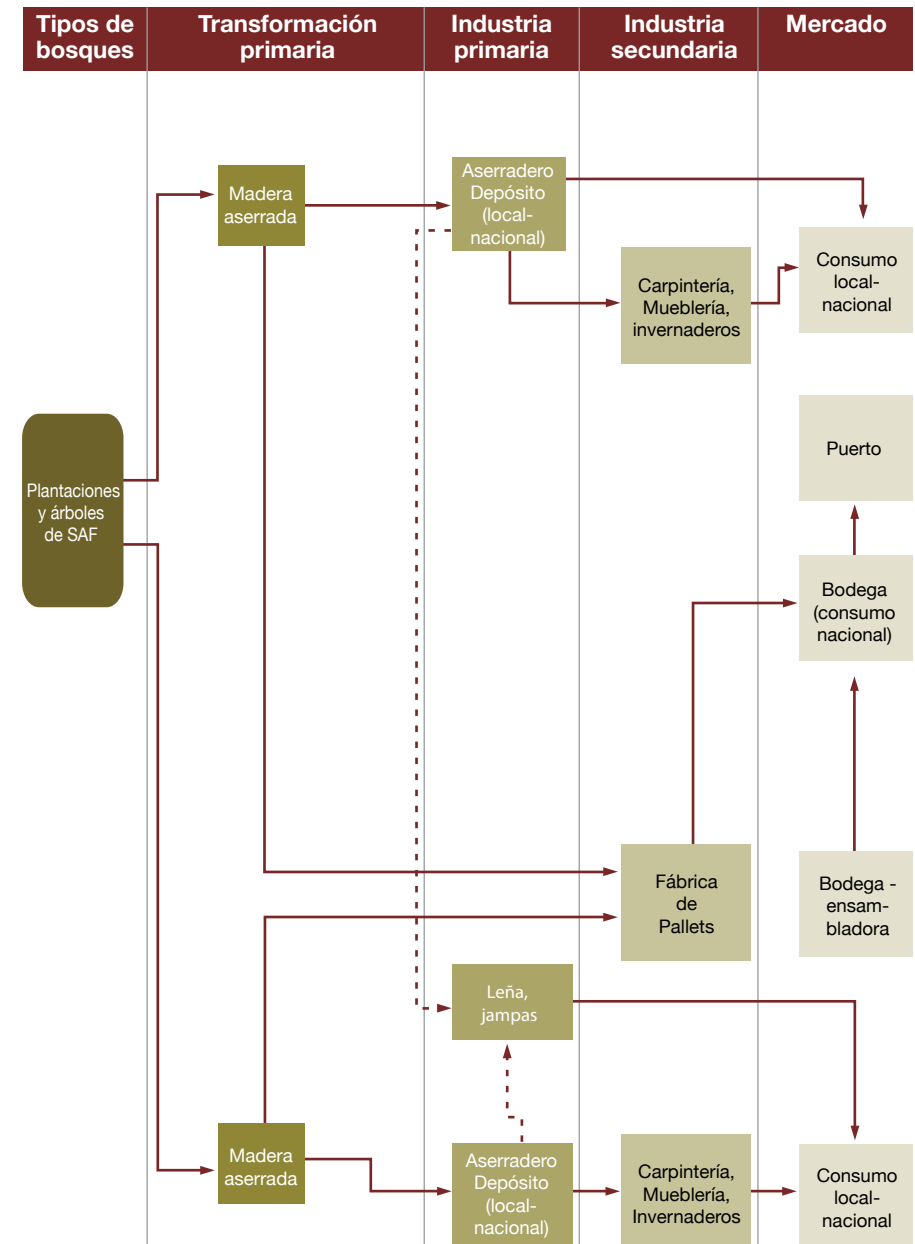 Tipos de
bosques
Transformación
primaria
Industria
primaria
Industria
secundaria
Mercado
Madera
aserrada
Aserradero
Depósito
(local-
nacional)
Carpintería,
Mueblería,
invernaderos
Consumo
local-
nacional
Plantaciones
y árboles
de SAF
Puerto
Bodega
(consumo
nacional)
Fábrica
de
Pallets
Bodega -
ensam-
bladora
Leña,
jampas
Madera
aserrada
Aserradero
Depósito
(local-
nacional)
Carpintería,
Mueblería,
Invernaderos
Consumo
local-
nacional